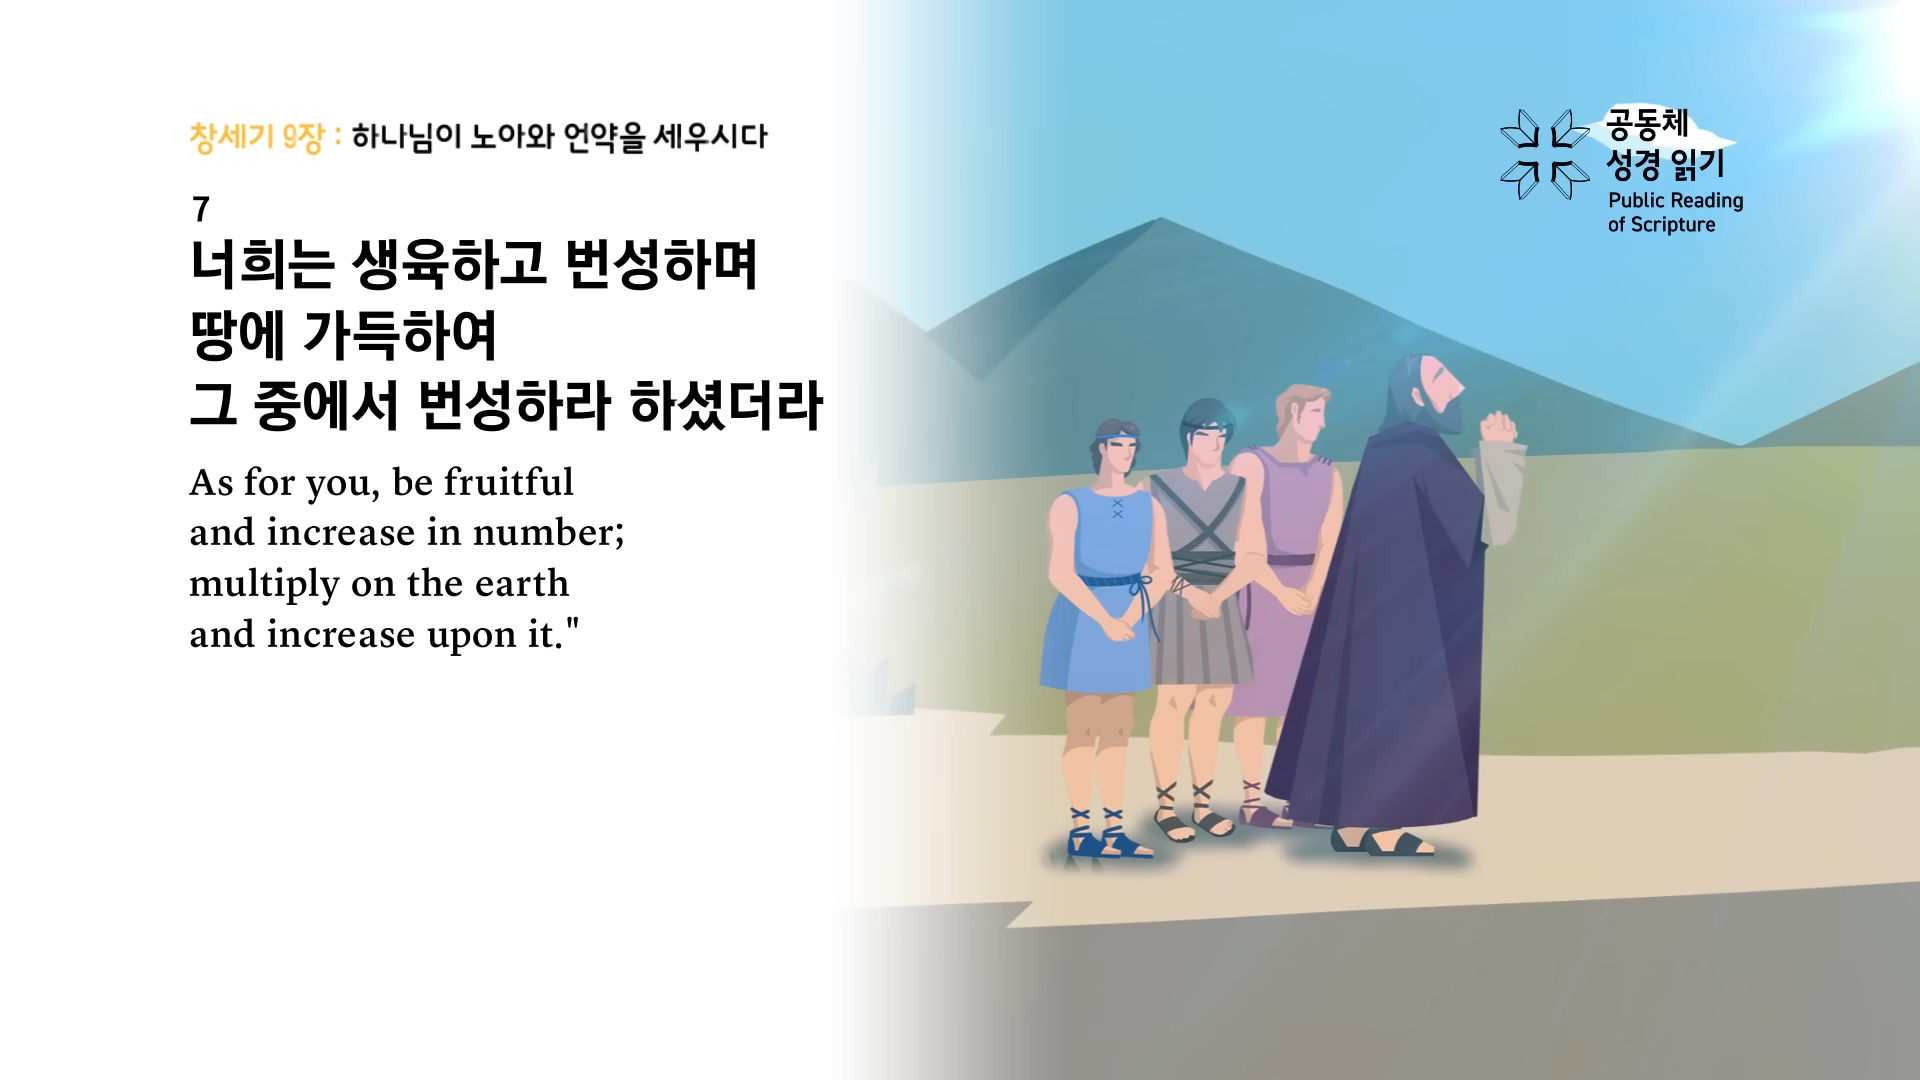 창세기 9장 : 하나님이 노아와 언약을 세우시다
7
너희는 생육하고 번성하며
땅에 가득하여
그 중에서 번성하라 하셨더라
As for you, be fruitful
and increase in number;
multiply on the earth
and increase upon it."
공동체
성경 읽기
Public Reading
of Scripture